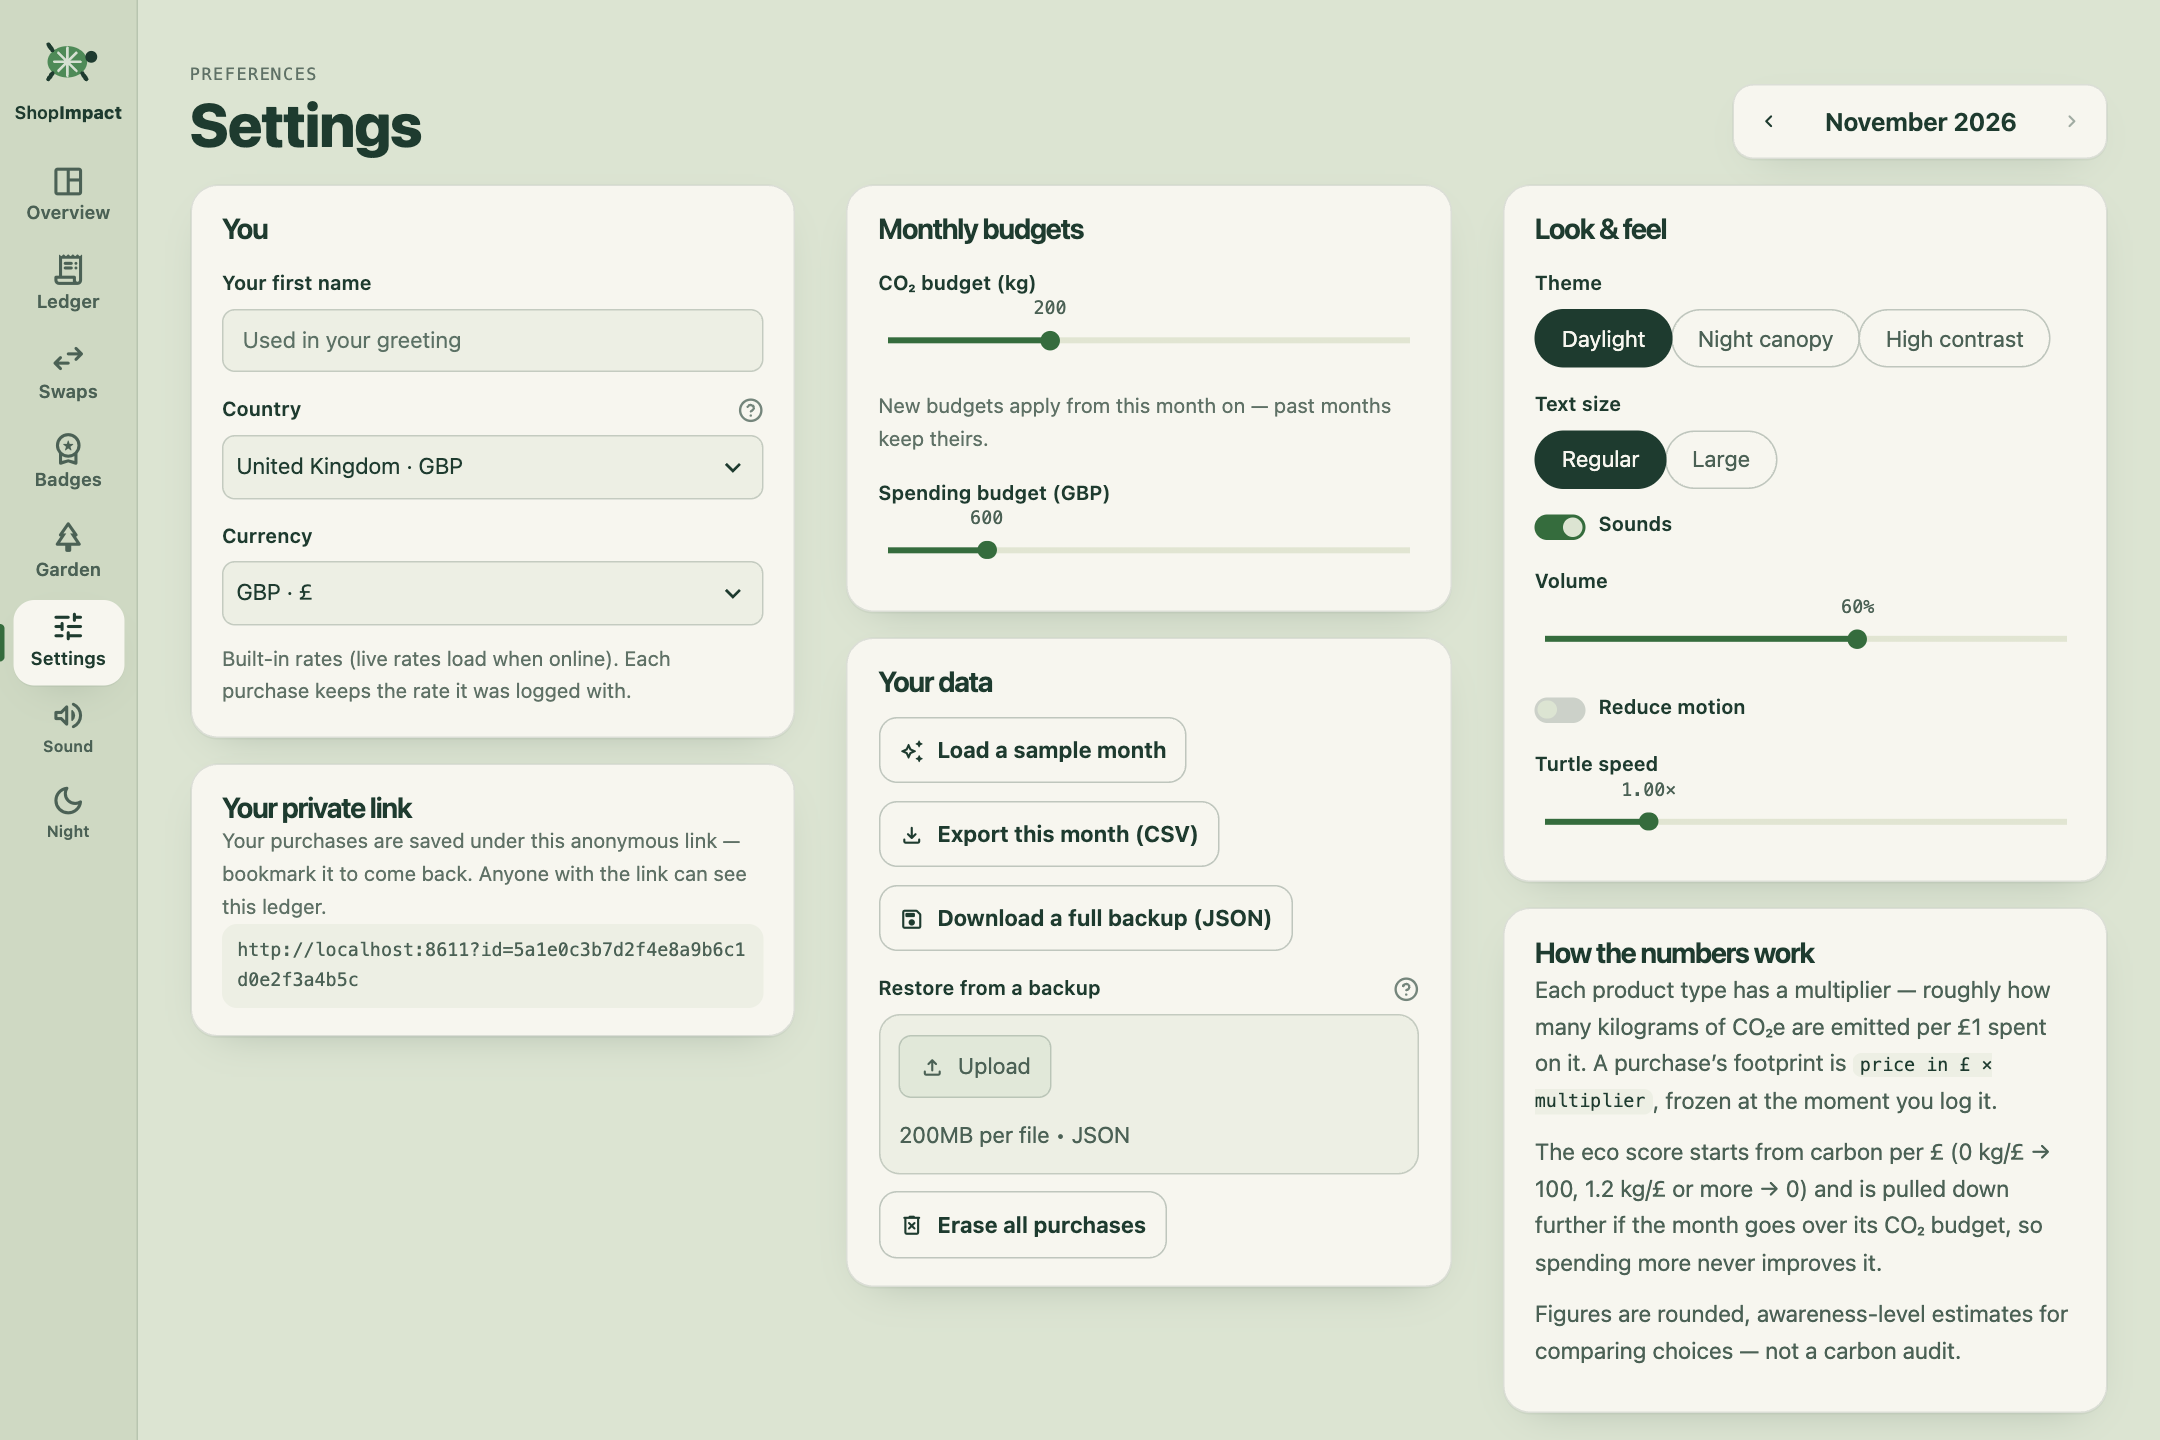 ShopImpact
Overview
Ledger
Swaps
Badges
Garden
Settings
Sound
Night
PREFERENCES
Settings
November 2026
You
Your first name
Used in your greeting
Country
United Kingdom · GBP
Currency
GBP · £
Built-in rates (live rates load when online). Each
purchase keeps the rate it was logged with.
Your private link
Your purchases are saved under this anonymous link —
bookmark it to come back. Anyone with the link can see
this ledger.
http://localhost:8611?id=5a1e0c3b7d2f4e8a9b6c1
d0e2f3a4b5c
Monthly budgets
CO₂ budget (kg)
200
New budgets apply from this month on — past months
keep theirs.
Spending budget (GBP)
600
Your data
Load a sample month
Export this month (CSV)
Download a full backup (JSON)
Restore from a backup
Upload
200MB per file • JSON
Erase all purchases
Look & feel
Theme
Daylight
Night canopy
High contrast
Text size
Regular
Large
Sounds
Volume
60%
Reduce motion
Turtle speed
1.00×
How the numbers work
Each product type has a multiplier — roughly how
many kilograms of CO₂e are emitted per £1 spent
on it. A purchase’s footprint is price in £ ×
multiplier, frozen at the moment you log it.
The eco score starts from carbon per £ (0 kg/£ →
100, 1.2 kg/£ or more → 0) and is pulled down
further if the month goes over its CO₂ budget, so
spending more never improves it.
Figures are rounded, awareness-level estimates for
comparing choices — not a carbon audit.